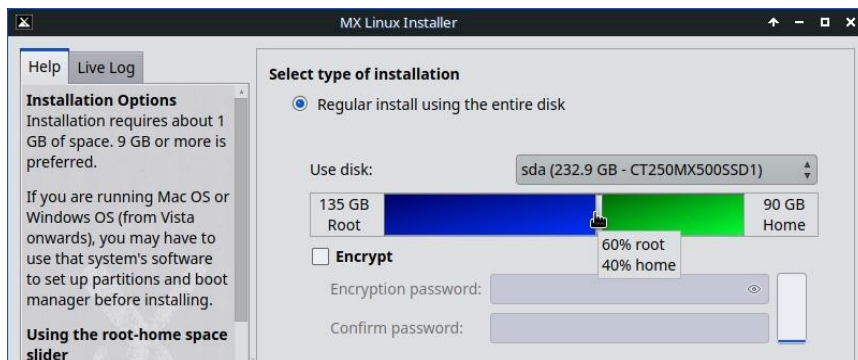 MX Linux Installer
Help
Live Log
Installation Options
Installation requires about 1
GB of space. 9 GB or more is
preferred.
If you are running Mac OS or
Windows OS (from Vista
onwards), you may have to
use that system's software
to set up partitions and boot
manager before installing.
Using the root-home space
slider
Select type of installation
Regular install using the entire disk
Use disk:
sda (232.9 GB - CT250MX500SSD1)
135 GB
Root
90 GB
Home
60% root
40% home
Encrypt
Encryption password:
Confirm password: